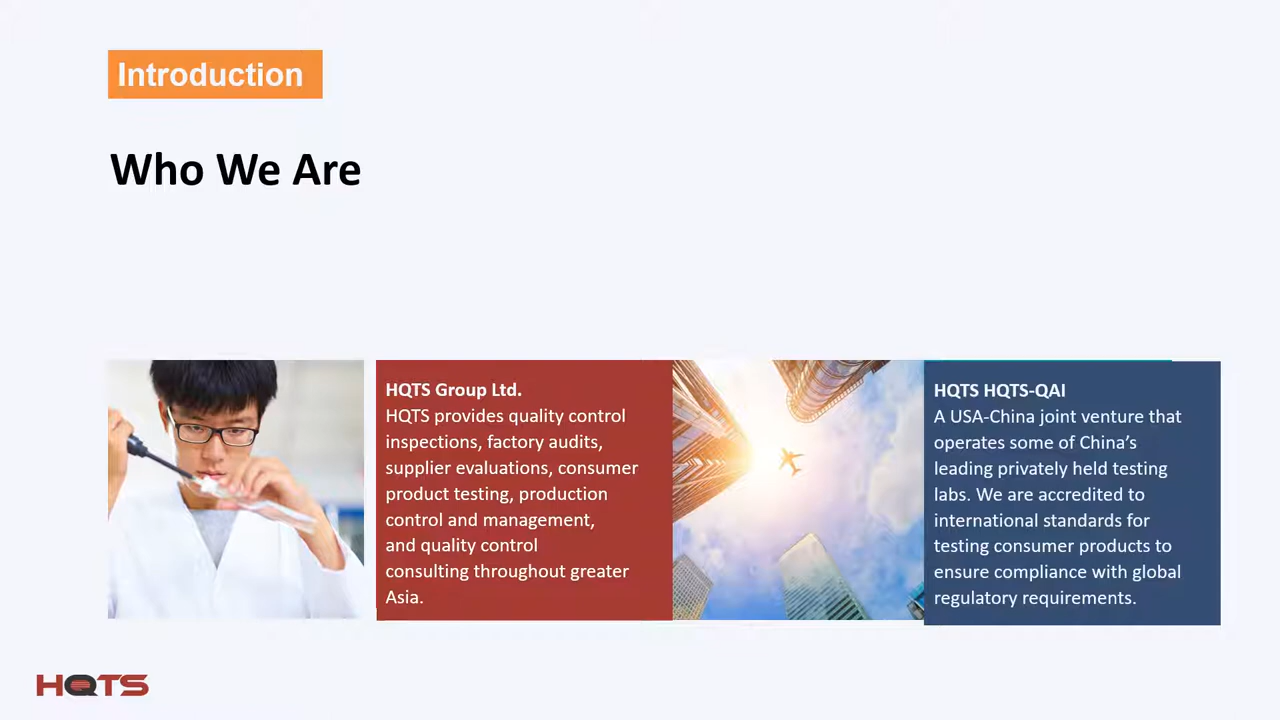 Introduction
Who We Are
HQTS Group Ltd.
HQTS provides quality control
inspections, factory audits,
supplier evaluations, consumer
product testing, production
control and management,
and quality control
consulting throughout greater
Asia.
HQTS HQTS-QAI
A USA-China joint venture that
operates some of China’s
leading privately held testing
labs. We are accredited to
international standards for
testing consumer products to
ensure compliance with global
regulatory requirements.
HQTS